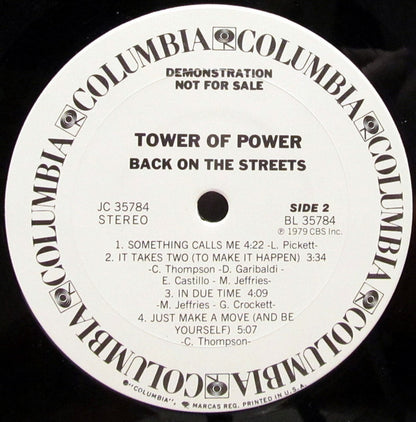 COLUMBIA COLUMBIA COLUMBIA COLUMBIA COLUMBIA COLUMBIA
DEMONSTRATION
NOT FOR SALE
TOWER OF POWER
BACK ON THE STREETS
JC 35784
STEREO
SIDE 2
BL 35784
℗ 1979 CBS Inc.
1. SOMETHING CALLS ME 4:22 -L. Pickett-
2. IT TAKES TWO (TO MAKE IT HAPPEN) 3:34
-C. Thompson -D. Garibaldi -
E. Castillo - M. Jeffries-
3. IN DUE TIME 4:09
-M. Jeffries - G. Crockett-
4. JUST MAKE A MOVE (AND BE
YOURSELF) 5:07
-C. Thompson-
® "COLUMBIA", MARCAS REG. PRINTED IN U.S.A.